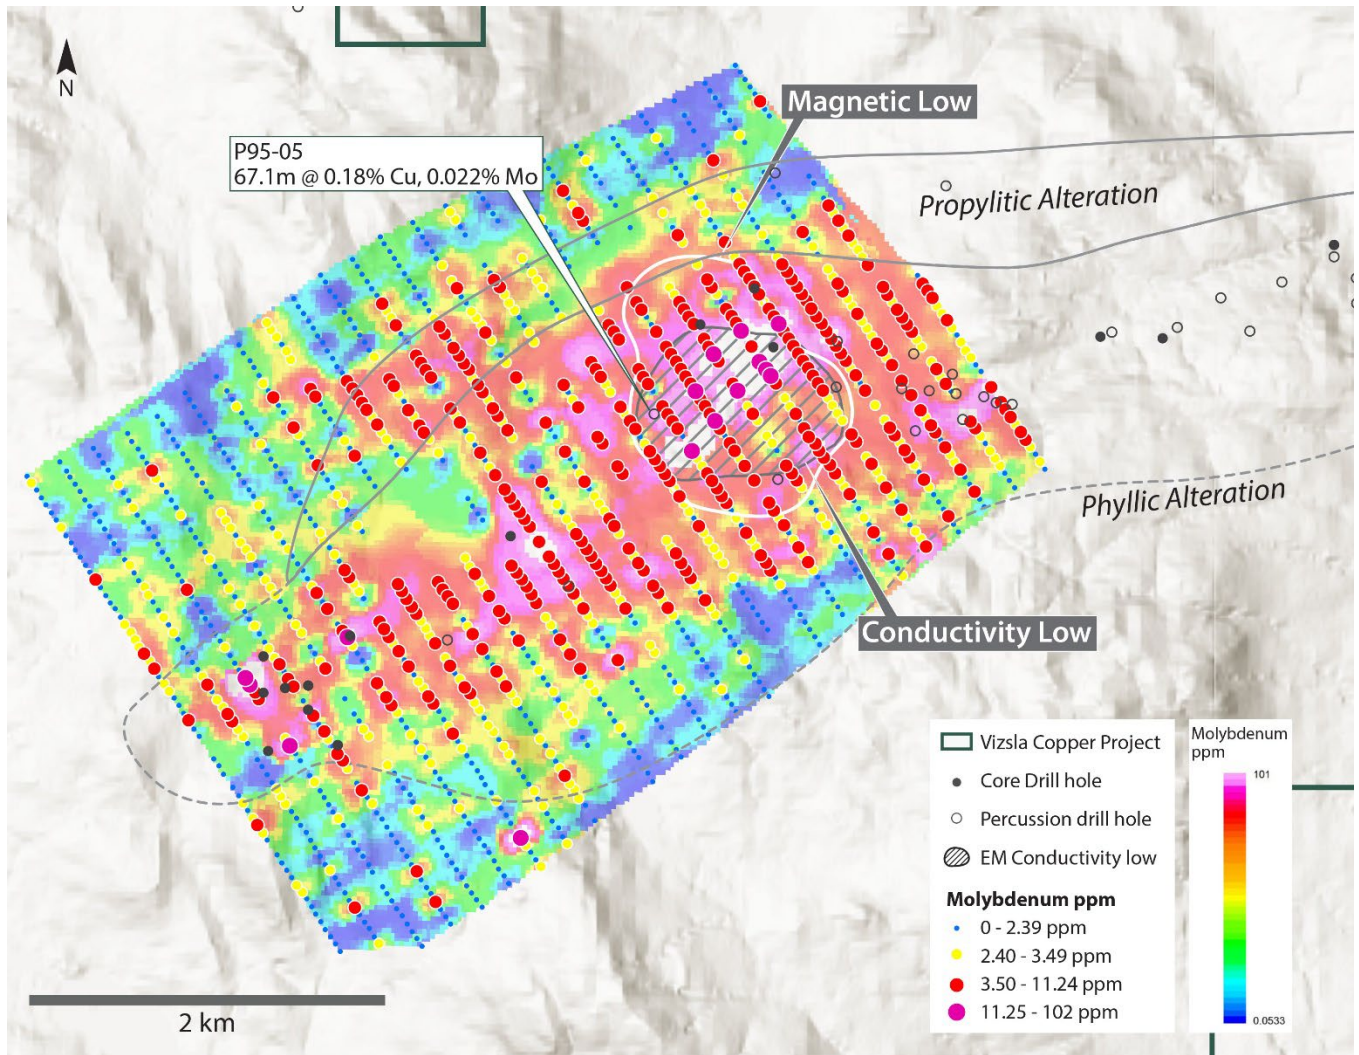 N
Magnetic Low
P95-05
67.1m @ 0.18% Cu, 0.022% Mo
Propylitic Alteration
Phyllic Alteration
Conductivity Low
Vizsla Copper Project
Core Drill hole
Percussion drill hole
EM Conductivity low
Molybdenum ppm
0 - 2.39 ppm
2.40 - 3.49 ppm
3.50 - 11.24 ppm
11.25 - 102 ppm
Molybdenum
ppm
101
0.0533
2 km